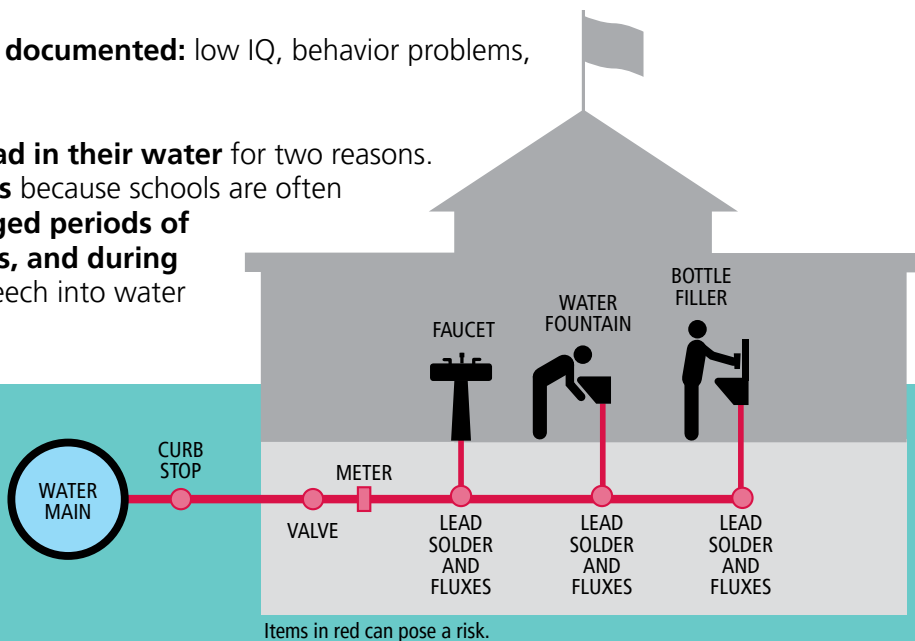 documented: low IQ, behavior problems,
ad in their water for two reasons.
s because schools are often
ged periods of
s, and during
eech into water
BOTTLE
FILLER
WATER
FOUNTAIN
FAUCET
CURB
STOP
WATER
MAIN
METER
VALVE
LEAD
SOLDER
AND
FLUXES
LEAD
SOLDER
AND
FLUXES
LEAD
SOLDER
AND
FLUXES
Items in red can pose a risk.